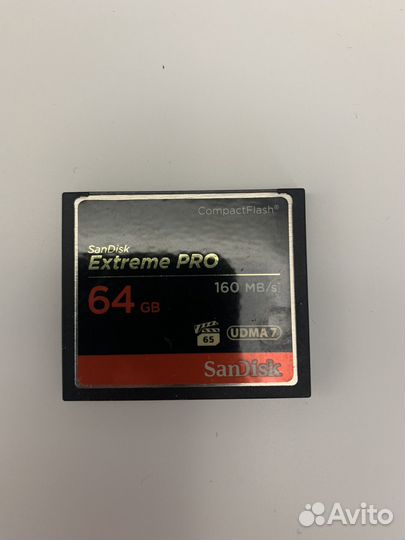 CompactFlash®
SanDisk
Extreme PRO
160 MB/s
64 GB
65
UDMA 7
SanDisk
Avito